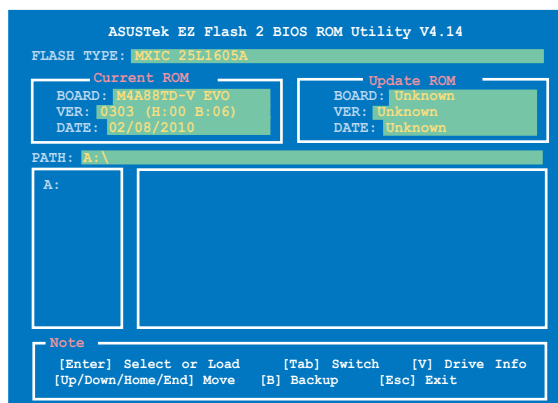 ASUSTek EZ Flash 2 BIOS ROM Utility V4.14
FLASH TYPE: MXIC 25L1605A
Current ROM
BOARD: M4A88TD-V EVO
VER: 0303 (H:00 B:06)
DATE: 02/08/2010
Update ROM
BOARD: Unknown
VER: Unknown
DATE: Unknown
PATH: A:\
A:
Note
[Enter] Select or Load [Tab] Switch [V] Drive Info
[Up/Down/Home/End] Move [B] Backup [Esc] Exit